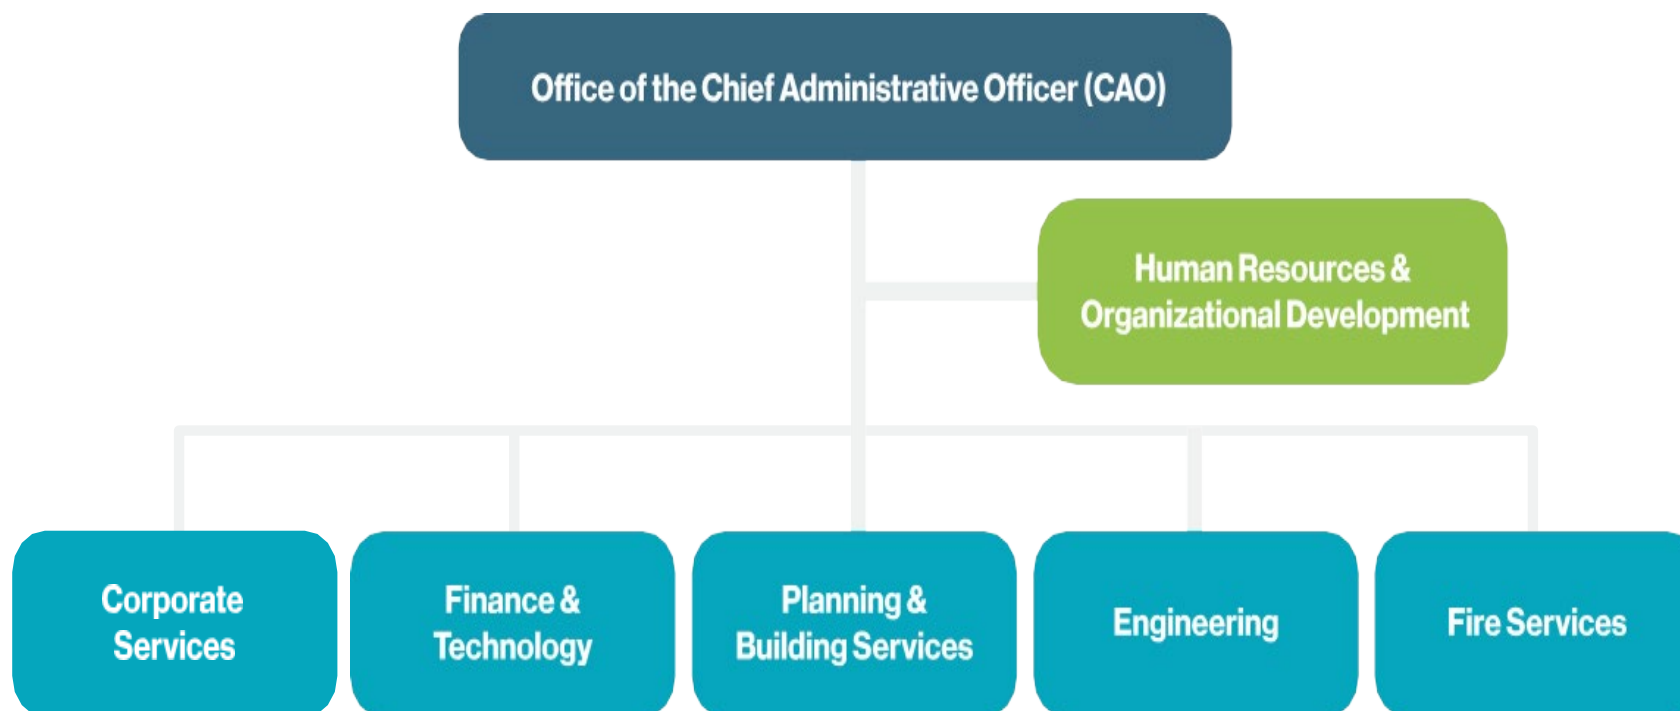 Office of the Chief Administrative Officer (CAO)
Human Resources &
Organizational Development
Corporate
Services
Finance &
Technology
Planning &
Building Services
Engineering
Fire Services